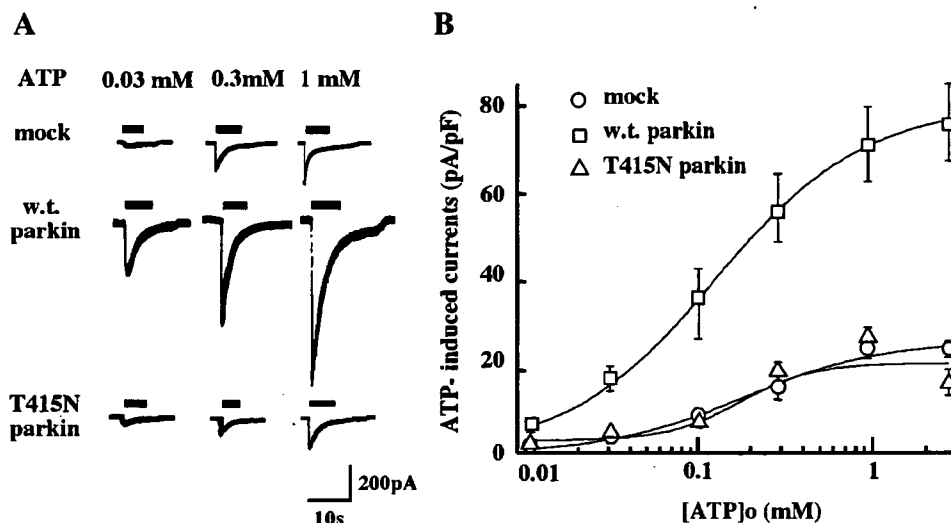 A
ATP 0.03 mM 0.3mM 1 mM
mock
w.t.
parkin
T415N
parkin
200pA
10s
B
ATP- induced currents (pA/pF)
80
60
40
20
0
mock
w.t. parkin
T415N parkin
0.01 0.1 1
[ATP]o (mM)